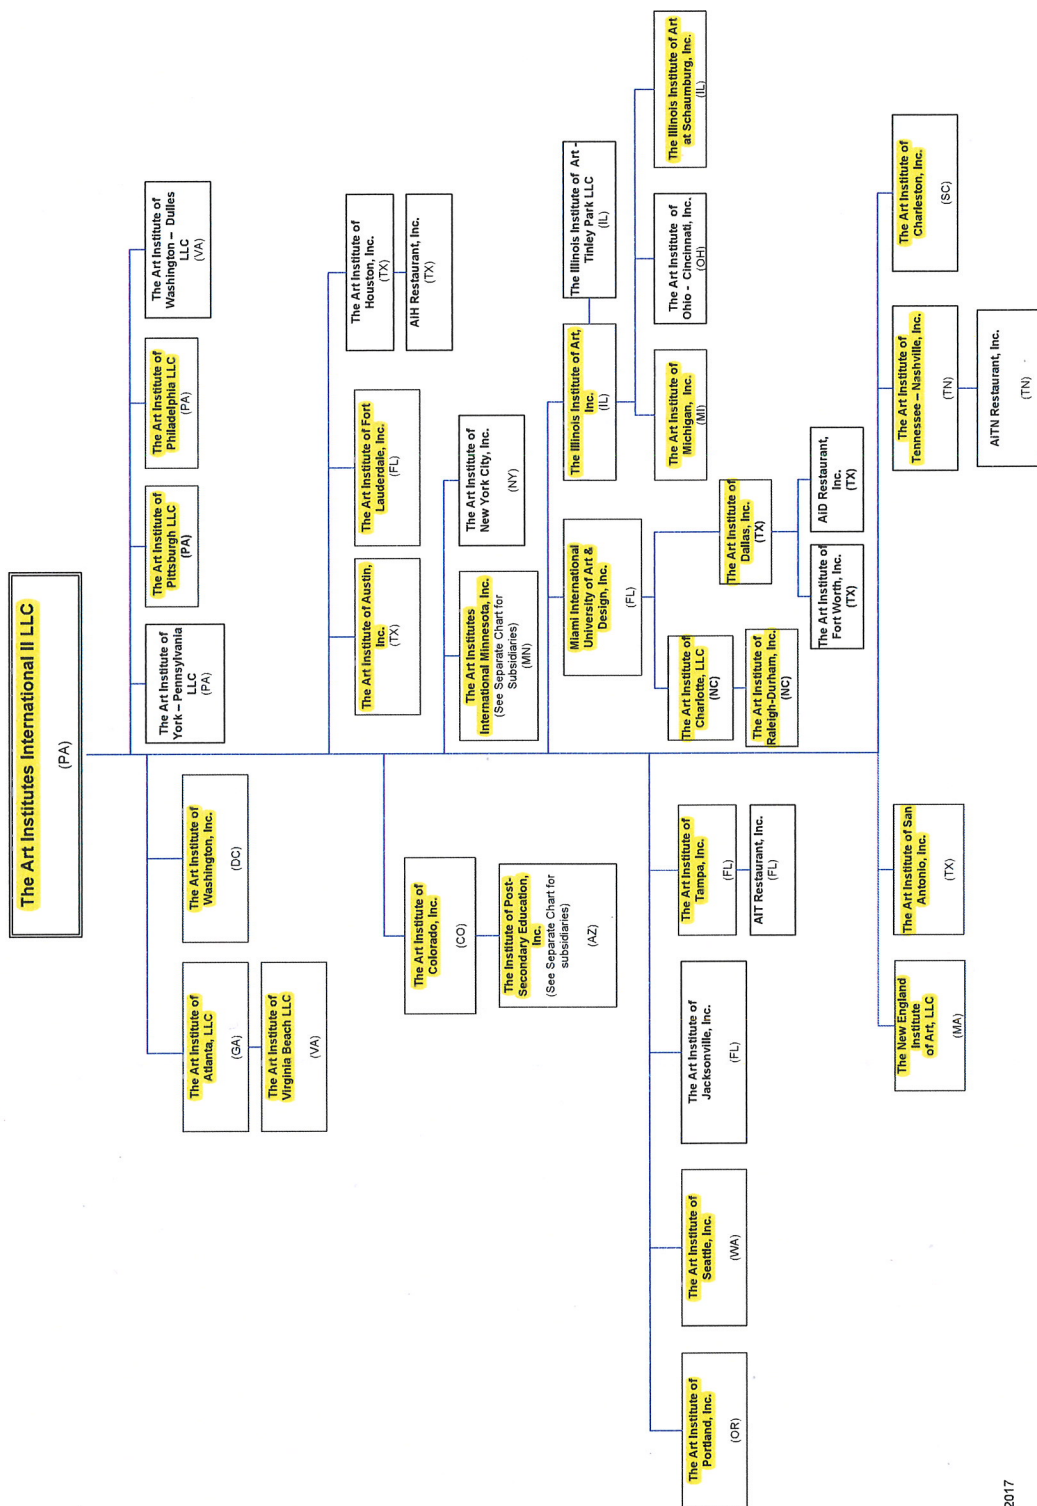 The Art Institutes International II LLC
(PA)
The Art Institute of
Atlanta, LLC
(GA)
The Art Institute of
Virginia Beach LLC
(VA)
The Art Institute of
Washington, Inc.
(DC)
The Art Institute of
York – Pennsylvania
LLC
(PA)
The Art Institute of
Pittsburgh LLC
(PA)
The Art Institute of
Philadelphia LLC
(PA)
The Art Institute of
Washington – Dulles
LLC
(VA)
The Art Institute of
Colorado, Inc.
(CO)
The Institute of Post-
Secondary Education,
Inc.
(See Separate Chart for
subsidiaries)
(AZ)
The Art Institute of Austin,
Inc.
(TX)
The Art Institute of Fort
Lauderdale, Inc.
(FL)
The Art Institute of
Houston, Inc.
(TX)
AiH Restaurant, Inc.
(TX)
The Art Institutes
International Minnesota, Inc.
(See Separate Chart for
Subsidiaries)
(MN)
The Art Institute of
New York City, Inc.
(NY)
Miami International
University of Art &
Design, Inc.
(FL)
The Art Institute of
Charlotte, LLC
(NC)
The Art Institute of
Raleigh-Durham, Inc.
(NC)
The Art Institute of
Dallas, Inc.
(TX)
The Art Institute of
Fort Worth, Inc.
(TX)
AiD Restaurant,
Inc.
(TX)
The Illinois Institute of Art,
Inc.
(IL)
The Illinois Institute of Art -
Tinley Park LLC
(IL)
The Art Institute of
Michigan, Inc.
(MI)
The Art Institute of
Ohio - Cincinnati, Inc.
(OH)
The Illinois Institute of Art
at Schaumburg, Inc.
(IL)
The Art Institute of
Portland, Inc.
(OR)
The Art Institute of
Seattle, Inc.
(WA)
The Art Institute of
Jacksonville, Inc.
(FL)
The Art Institute of
Tampa, Inc.
(FL)
AIT Restaurant, Inc.
(FL)
The New England
Institute
of Art, LLC
(MA)
The Art Institute of San
Antonio, Inc.
(TX)
The Art Institute of
Tennessee – Nashville, Inc.
(TN)
AiTN Restaurant, Inc.
(TN)
The Art Institute of
Charleston, Inc.
(SC)
2017